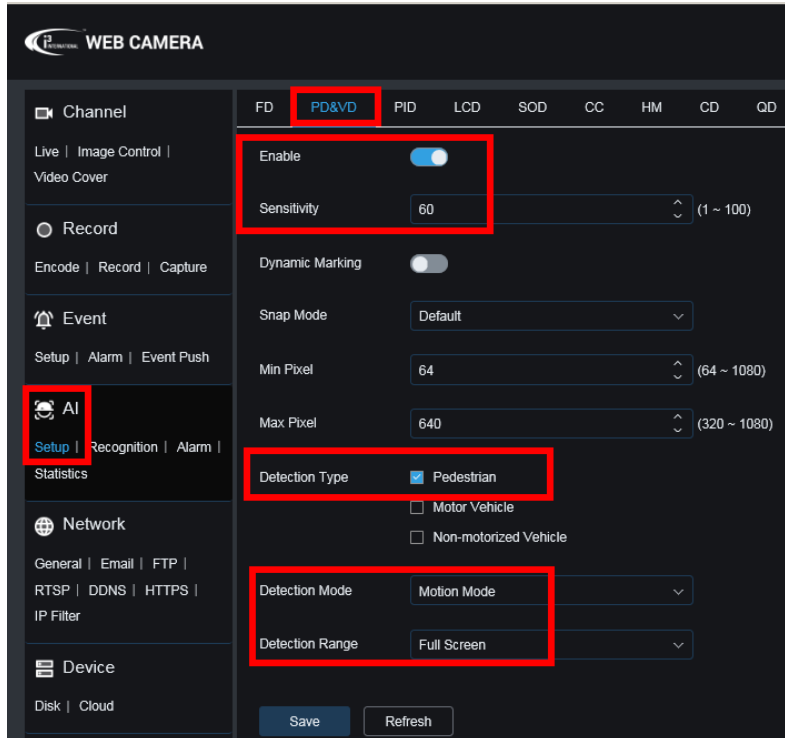 i3 INTERNATIONAL WEB CAMERA
Channel
Live | Image Control |
Video Cover
Record
Encode | Record | Capture
Event
Setup | Alarm | Event Push
AI
Setup | Recognition | Alarm |
Statistics
Network
General | Email | FTP |
RTSP | DDNS | HTTPS |
IP Filter
Device
Disk | Cloud
FD PD&VD PID LCD SOD CC HM CD QD
Enable
Sensitivity 60 (1 ~ 100)
Dynamic Marking
Snap Mode Default
Min Pixel 64 (64 ~ 1080)
Max Pixel 640 (320 ~ 1080)
Detection Type Pedestrian
Motor Vehicle
Non-motorized Vehicle
Detection Mode Motion Mode
Detection Range Full Screen
Save Refresh